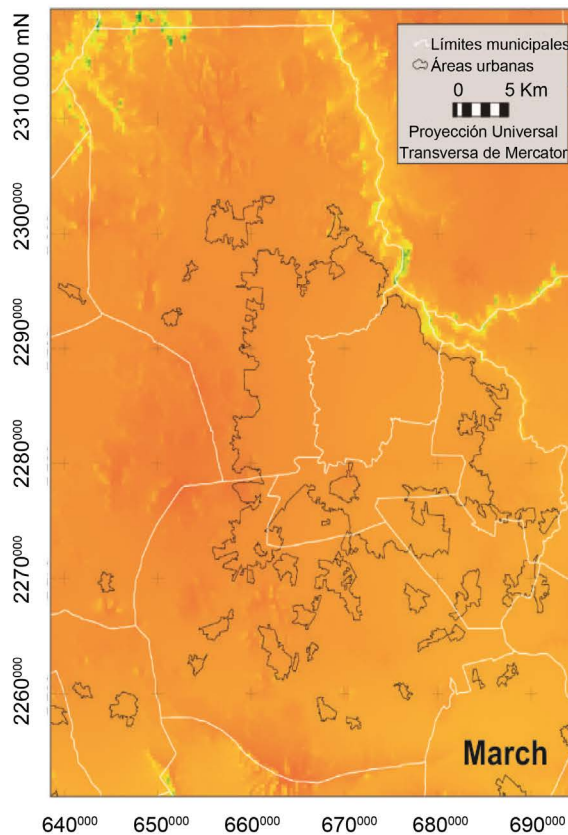 Límites municipales
Áreas urbanas
0 5 Km
Proyección Universal
Transversa de Mercator
2310 000 mN
2300000
2290000
2280000
2270000
2260000
March
640000 650000 660000 670000 680000 690000